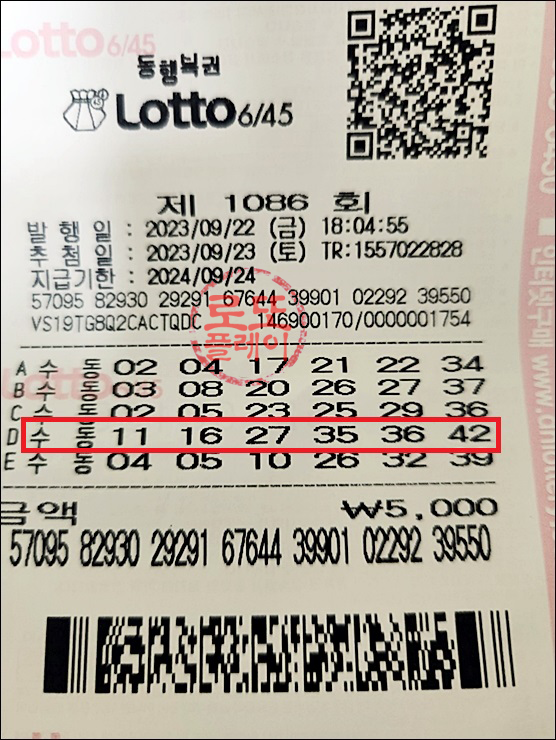 Lotto 6/45
동행복권
Lotto 6/45
제 1086 회
발 행 일 : 2023/09/22 (금) 18:04:55
추 첨 일 : 2023/09/23 (토) TR:1557022828
지급기한 : 2024/09/24
57095 82930 29291 67644 39901 02292 39550
VS19TG8Q2CACTQDC 146900170/0000001754
로또
플레이
A 수 동 02 04 17 21 22 34
B 수 동 03 08 20 26 27 37
C 수 동 02 05 23 25 29 36
D 수 동 11 16 27 35 36 42
E 수 동 04 05 10 26 32 39
금액 ₩5,000
57095 82930 29291 67644 39901 02292 39550